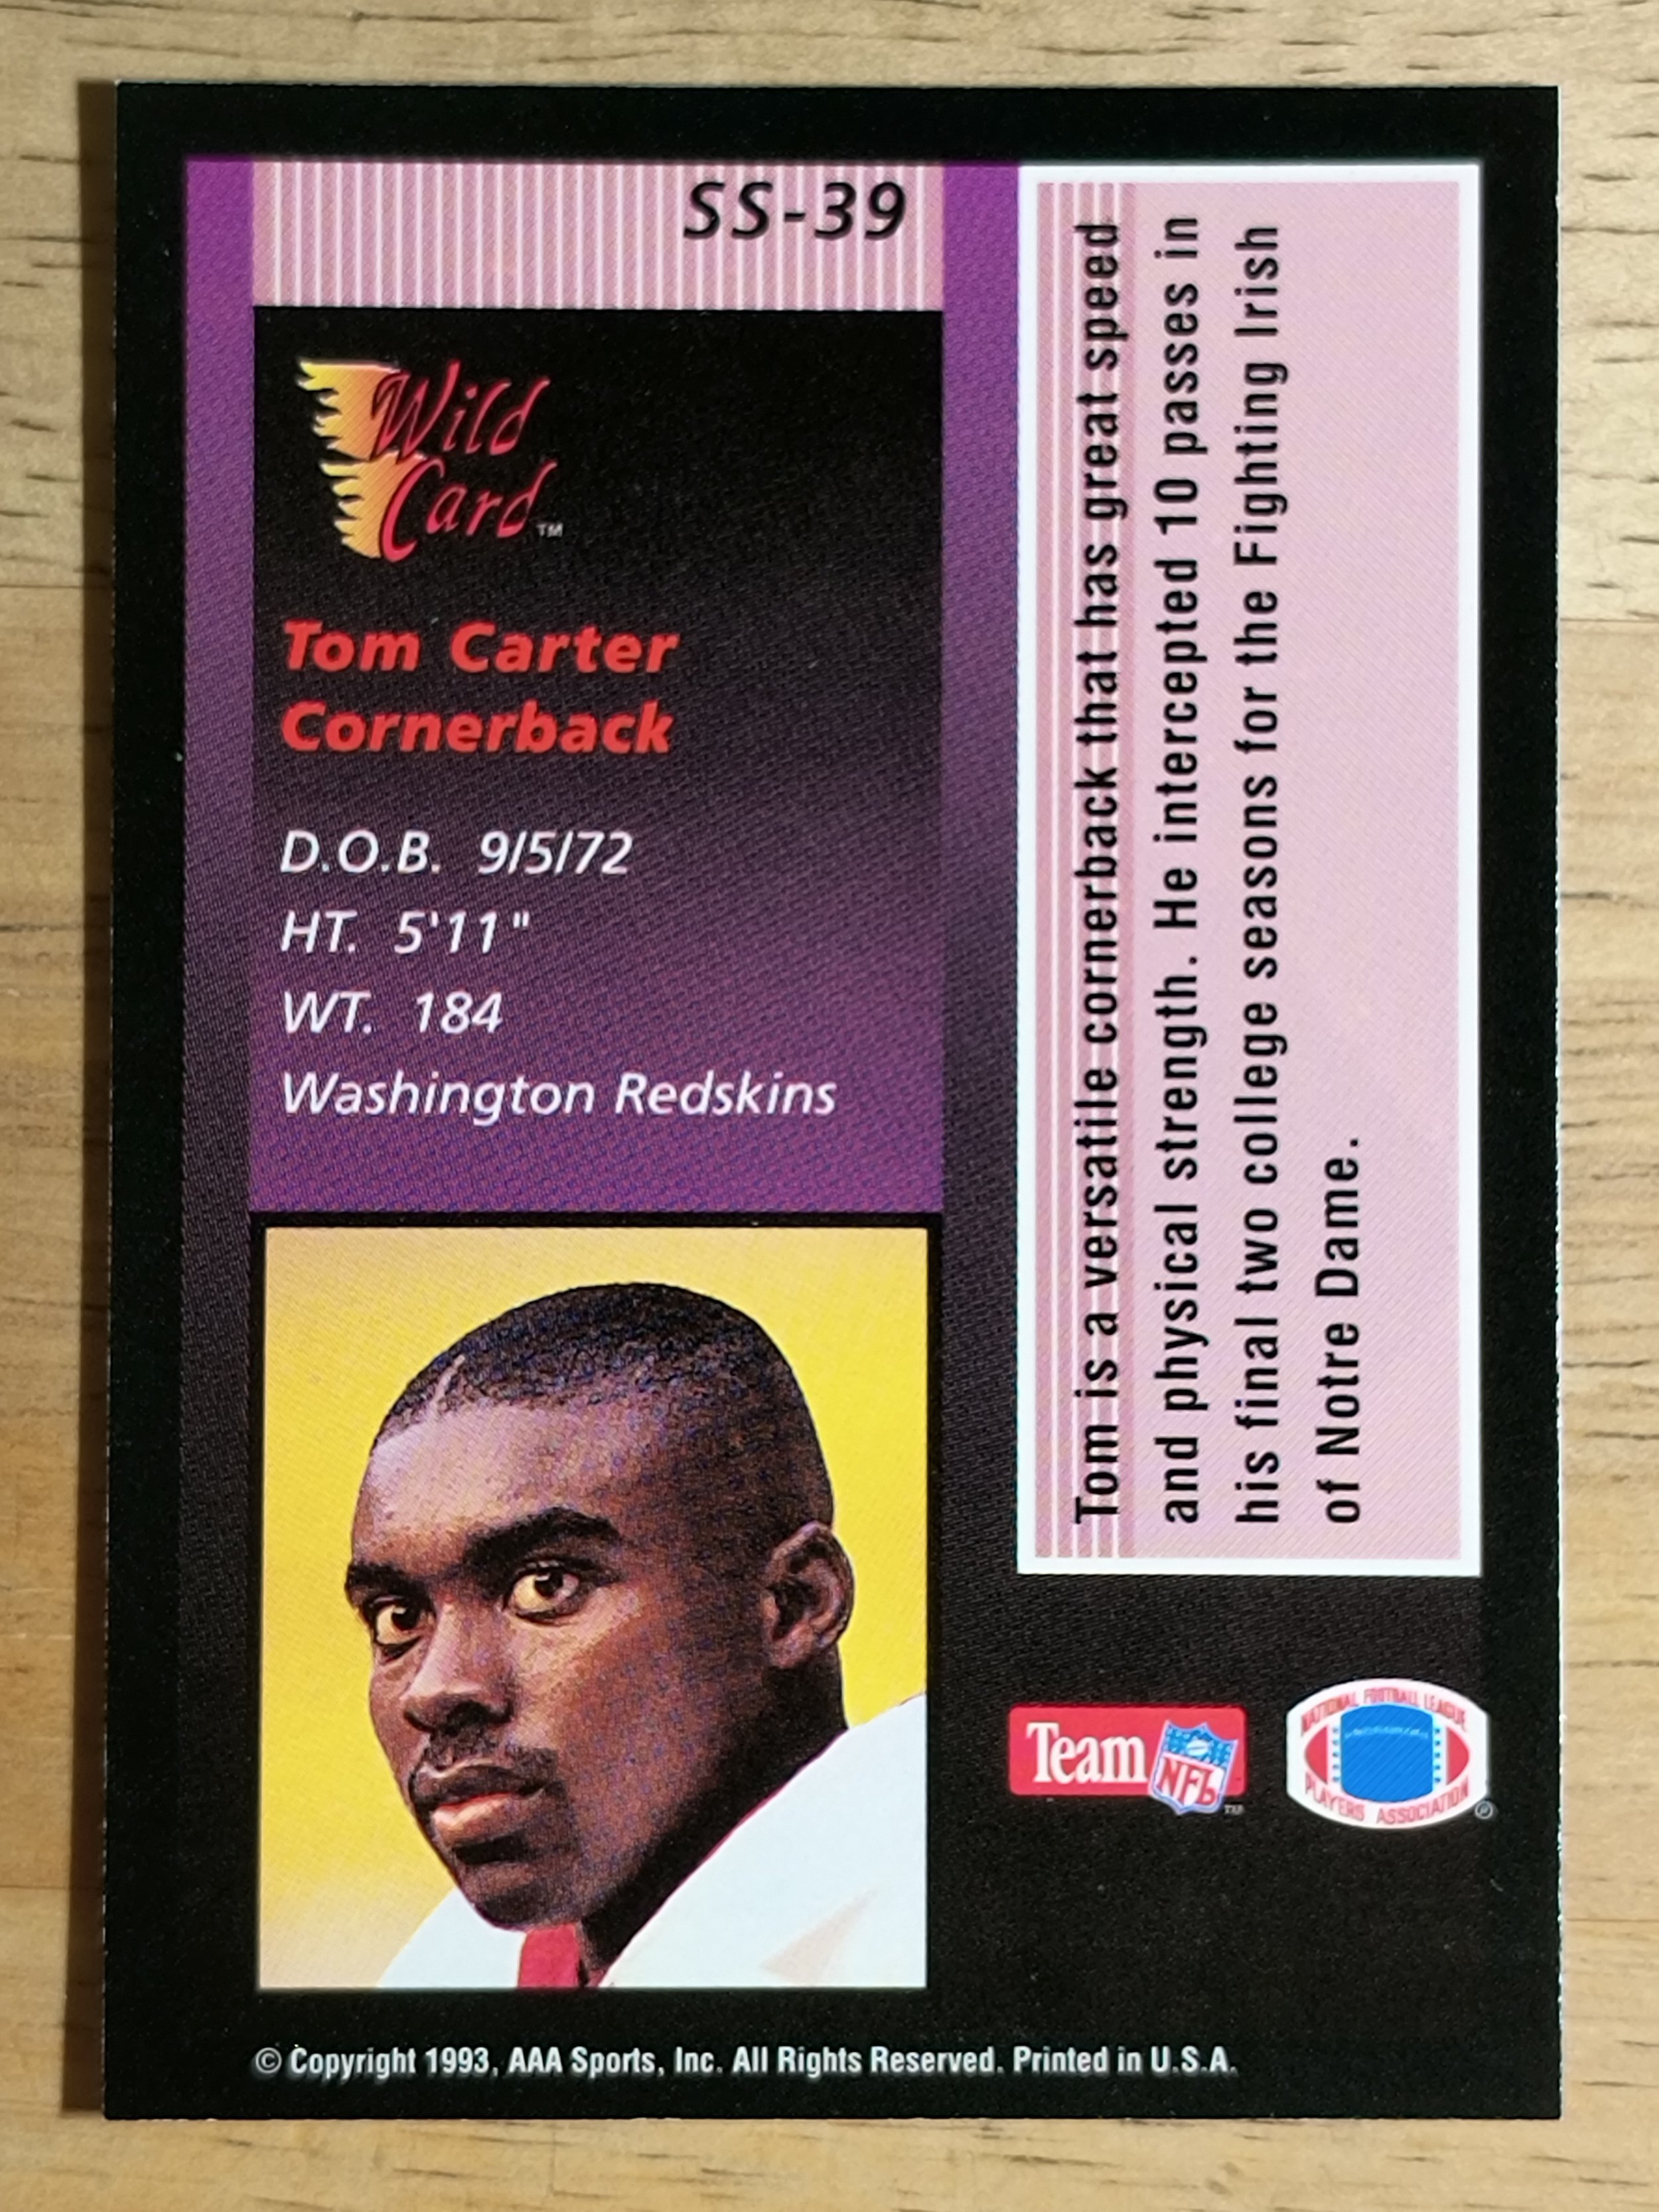 SS-39
Wild
Card™
Tom Carter
Cornerback
D.O.B. 9/5/72
HT. 5'11"
WT. 184
Washington Redskins
Tom is a versatile cornerback that has great speed
and physical strength. He intercepted 10 passes in
his final two college seasons for the Fighting Irish
of Notre Dame.
Team NFL™
NATIONAL FOOTBALL LEAGUE
PLAYERS ASSOCIATION®
© Copyright 1993, AAA Sports, Inc. All Rights Reserved. Printed in U.S.A.